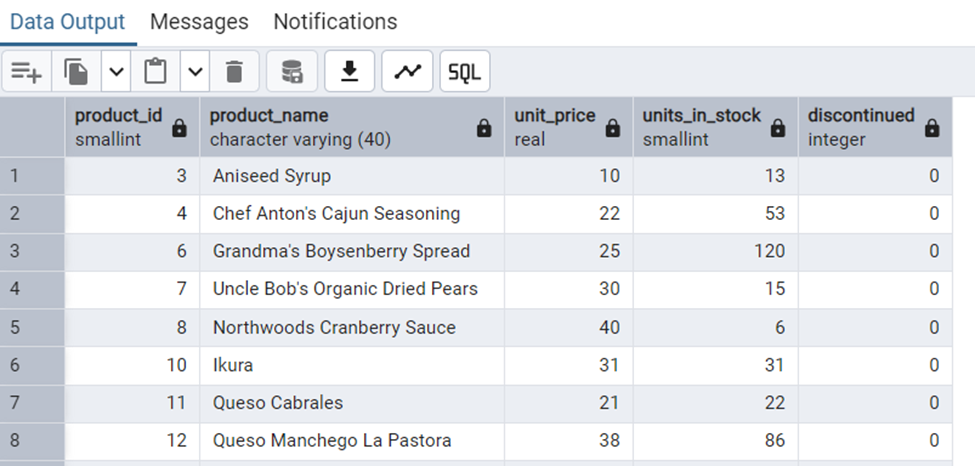 Data Output Messages Notifications
SQL
product_id product_name unit_price units_in_stock discontinued
smallint character varying (40) real smallint integer
1 3 Aniseed Syrup 10 13 0
2 4 Chef Anton's Cajun Seasoning 22 53 0
3 6 Grandma's Boysenberry Spread 25 120 0
4 7 Uncle Bob's Organic Dried Pears 30 15 0
5 8 Northwoods Cranberry Sauce 40 6 0
6 10 Ikura 31 31 0
7 11 Queso Cabrales 21 22 0
8 12 Queso Manchego La Pastora 38 86 0